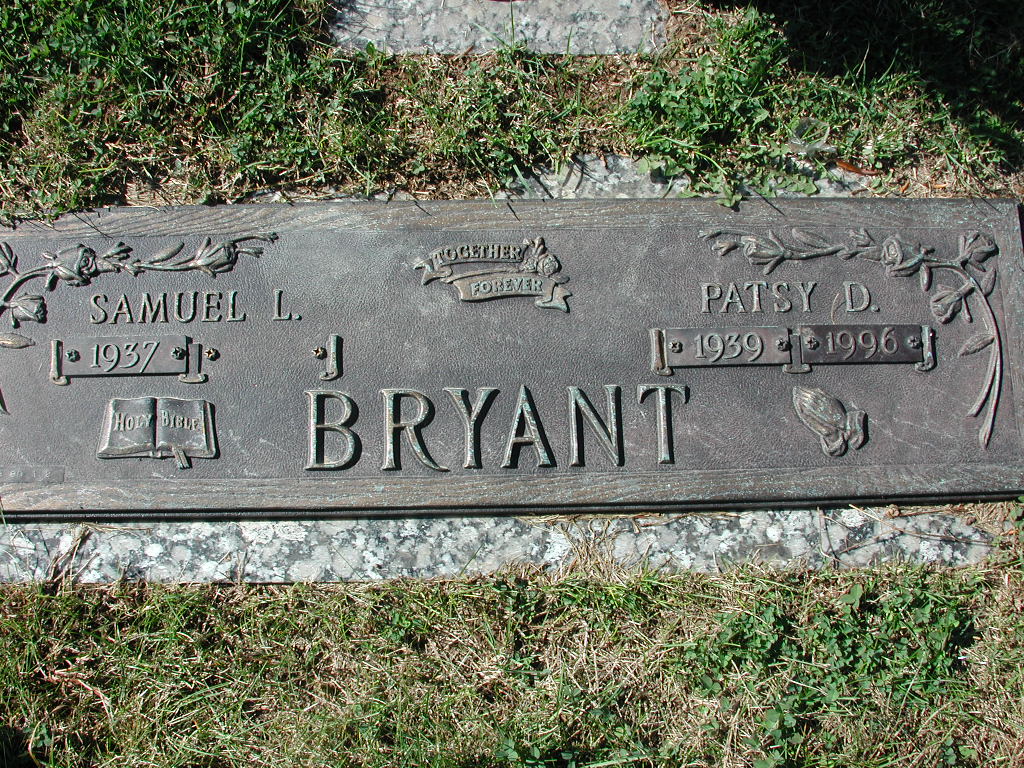 TOGETHER
FOREVER
SAMUEL L.
PATSY D.
1937
1939 1996
HOLY BIBLE
BRYANT